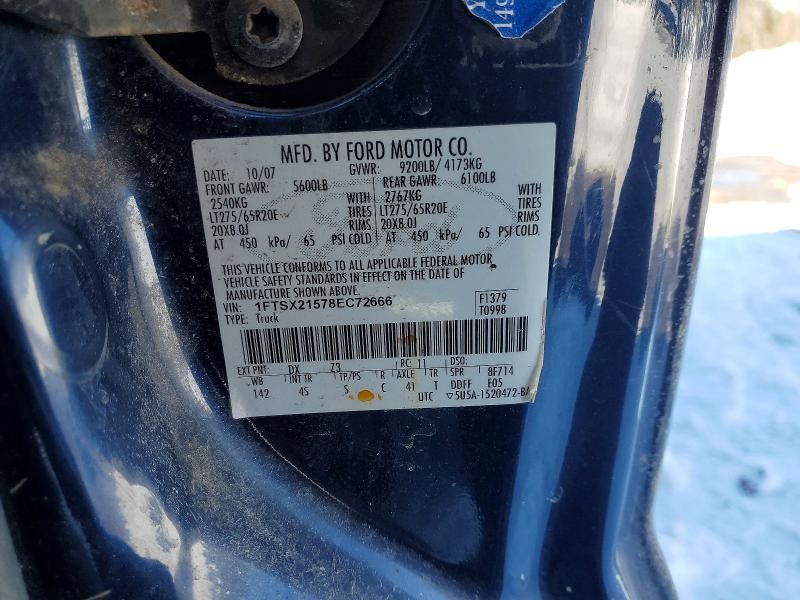 149
MFD. BY FORD MOTOR CO.
DATE: 10/07 GVWR: 9200LB/ 4173KG
FRONT GAWR: 5600LB REAR GAWR: 6100LB
2540KG WITH 2767KG WITH
LT275/65R20E TIRES LT275/65R20E TIRES
20X8.0J RIMS 20X8.0J RIMS
AT 450 kPa/ 65 PSI COLD AT 450 kPa/ 65 PSI COLD
THIS VEHICLE CONFORMS TO ALL APPLICABLE FEDERAL MOTOR
VEHICLE SAFETY STANDARDS IN EFFECT ON THE DATE OF
MANUFACTURE SHOWN ABOVE.
VIN: 1FTSX21578EC72666 F1379
TYPE: Truck T0998
EXT PNT: DX Z3 RC: 11 DSO:
WB INT TR TP/PS R AXLE TR SPR 8F714
142 4S S C 41 T DDFF E05
UTC ▽5U5A-1520472-BA